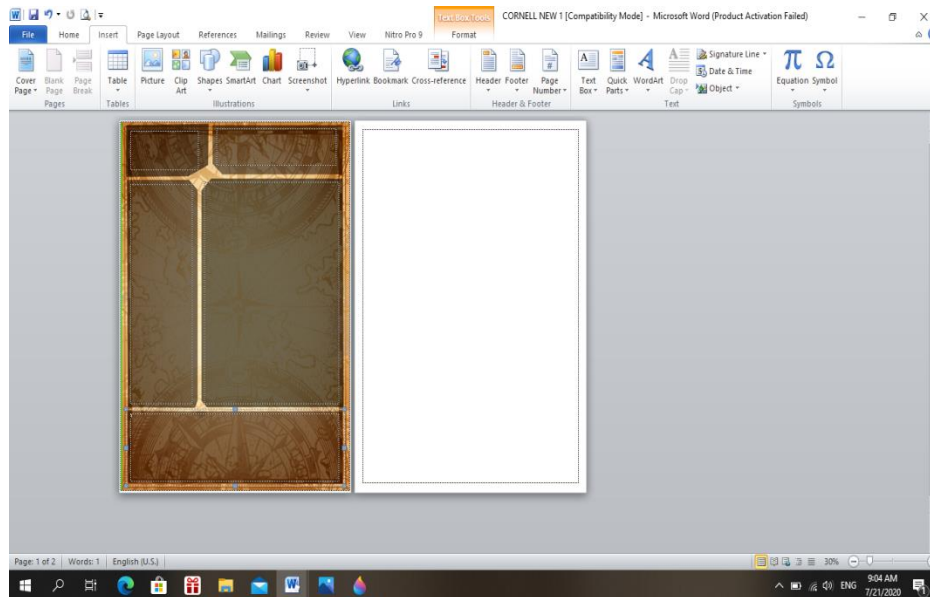 Text Box Tools
CORNELL NEW 1 [Compatibility Mode] - Microsoft Word (Product Activation Failed)
File Home Insert Page Layout References Mailings Review View Nitro Pro 9 Format
Cover Page Blank Page Page Break Table Picture Clip Art Shapes SmartArt Chart Screenshot Hyperlink Bookmark Cross-reference Header Footer Page Number Text Box Quick Parts WordArt Drop Cap Signature Line Date & Time Object Equation Symbol
Pages Tables Illustrations Links Header & Footer Text Symbols
Page: 1 of 2 Words: 1 English (U.S.) 30%
ENG 9:04 AM
7/21/2020